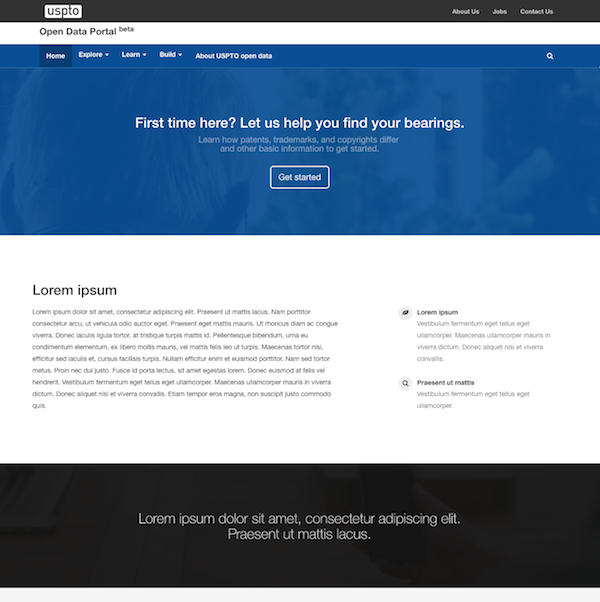 uspto
About Us Jobs Contact Us
Open Data Portal beta
Home Explore Learn Build About USPTO open data
First time here? Let us help you find your bearings.
Learn how patents, trademarks, and copyrights differ
and other basic information to get started.
Get started
Lorem ipsum
Lorem ipsum dolor sit amet, consectetur adipiscing elit. Praesent ut mattis lacus. Nam porttitor
consectetur arcu, ut vehicula odio auctor eget. Praesent eget mattis mauris. Ut rhoncus diam ac congue
viverra. Donec iaculis ligula tortor, at tristique turpis mattis id. Pellentesque bibendum, urna eu
condimentum elementum, ex libero mollis mauris, vel mattis felis leo ut turpis. Maecenas tortor nisi,
efficitur sed iaculis et, cursus facilisis turpis. Nullam efficitur enim et euismod porttitor. Nam sed tortor
metus. Proin nec dui justo. Fusce id porta lectus, sit amet egestas lorem. Donec euismod at felis vel
hendrerit. Vestibulum fermentum eget tellus eget ullamcorper. Maecenas ullamcorper mauris in viverra
dictum. Donec aliquet nisi et viverra convallis. Etiam tempor eros magna, non suscipit justo commodo
quis.
Lorem ipsum
Vestibulum fermentum eget tellus eget
ullamcorper. Maecenas ullamcorper mauris in
viverra dictum. Donec aliquet nisi et viverra
convallis.
Praesent ut mattis
Vestibulum fermentum eget tellus eget
ullamcorper.
Lorem ipsum dolor sit amet, consectetur adipiscing elit.
Praesent ut mattis lacus.